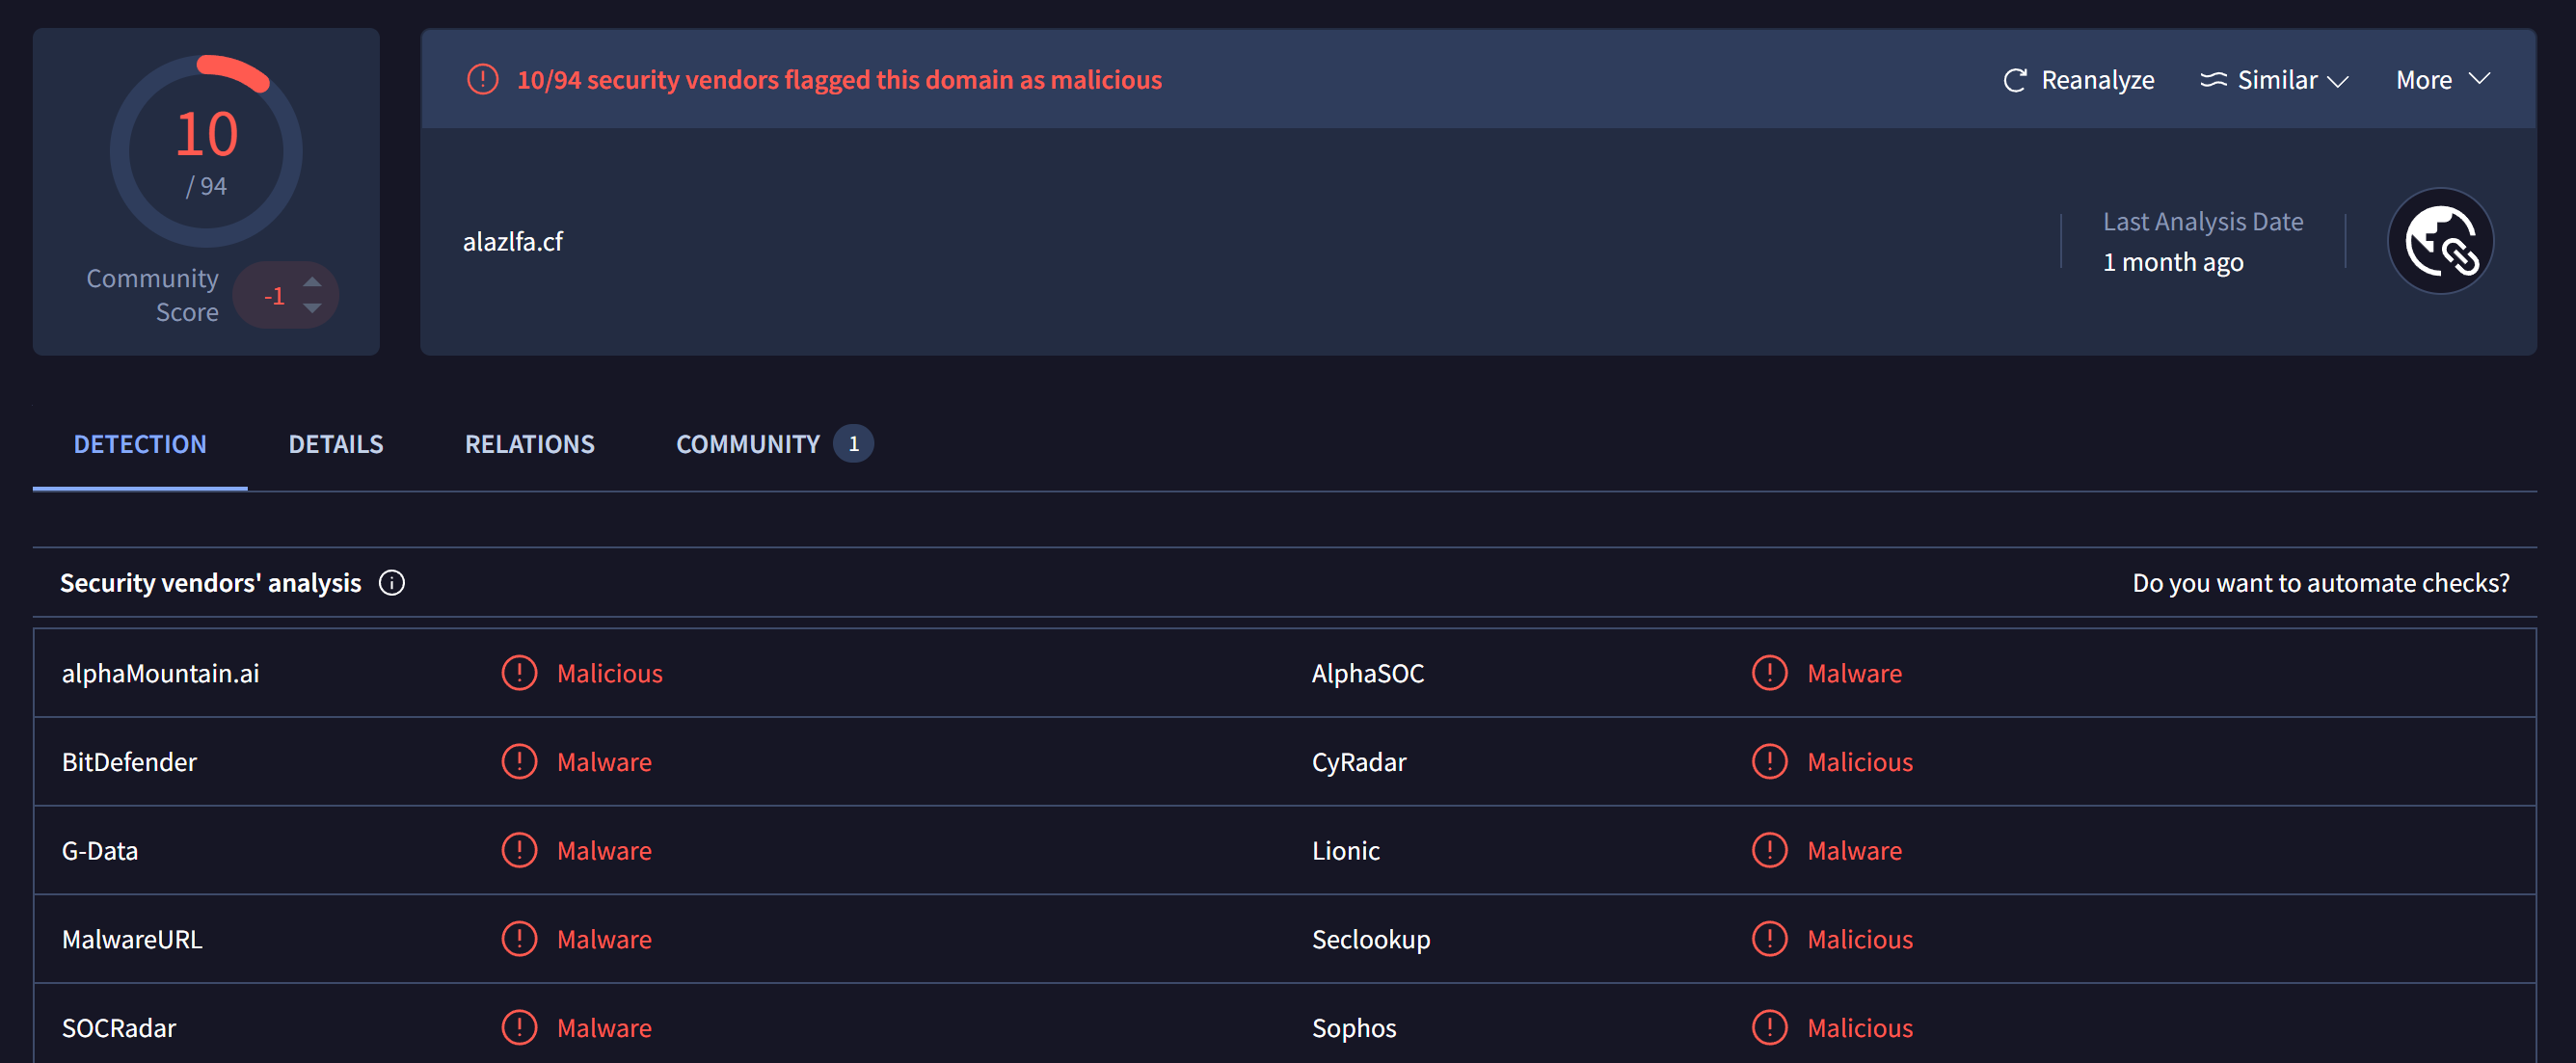 10
/ 94
Community
Score
-1
10/94 security vendors flagged this domain as malicious
Reanalyze
Similar
More
alazlfa.cf
Last Analysis Date
1 month ago
DETECTION
DETAILS
RELATIONS
COMMUNITY
1
Security vendors' analysis
Do you want to automate checks?
alphaMountain.ai
Malicious
AlphaSOC
Malware
BitDefender
Malware
CyRadar
Malicious
G-Data
Malware
Lionic
Malware
MalwareURL
Malware
Seclookup
Malicious
SOCRadar
Malware
Sophos
Malicious